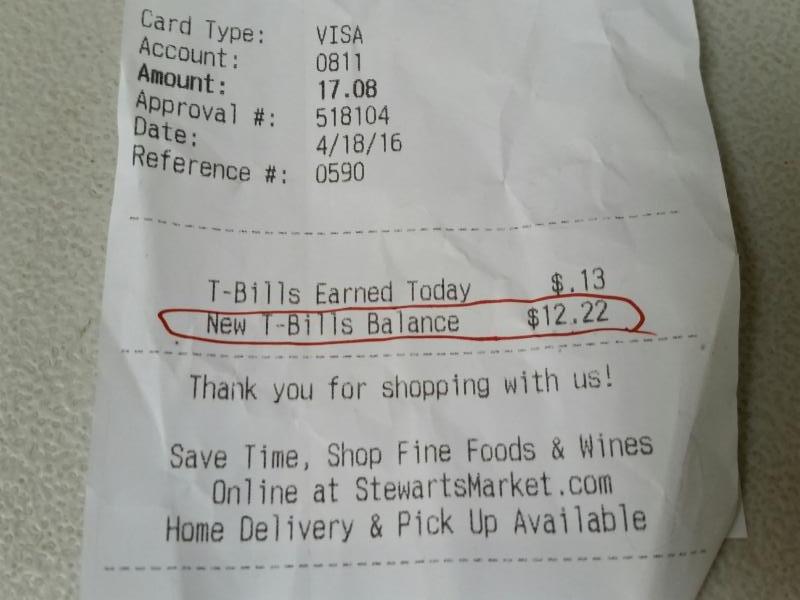 Card Type: VISA
Account: 0811
Amount: 17.08
Approval #: 518104
Date: 4/18/16
Reference #: 0590
T-Bills Earned Today $.13
New T-Bills Balance $12.22
Thank you for shopping with us!
Save Time, Shop Fine Foods & Wines
Online at StewartsMarket.com
Home Delivery & Pick Up Available